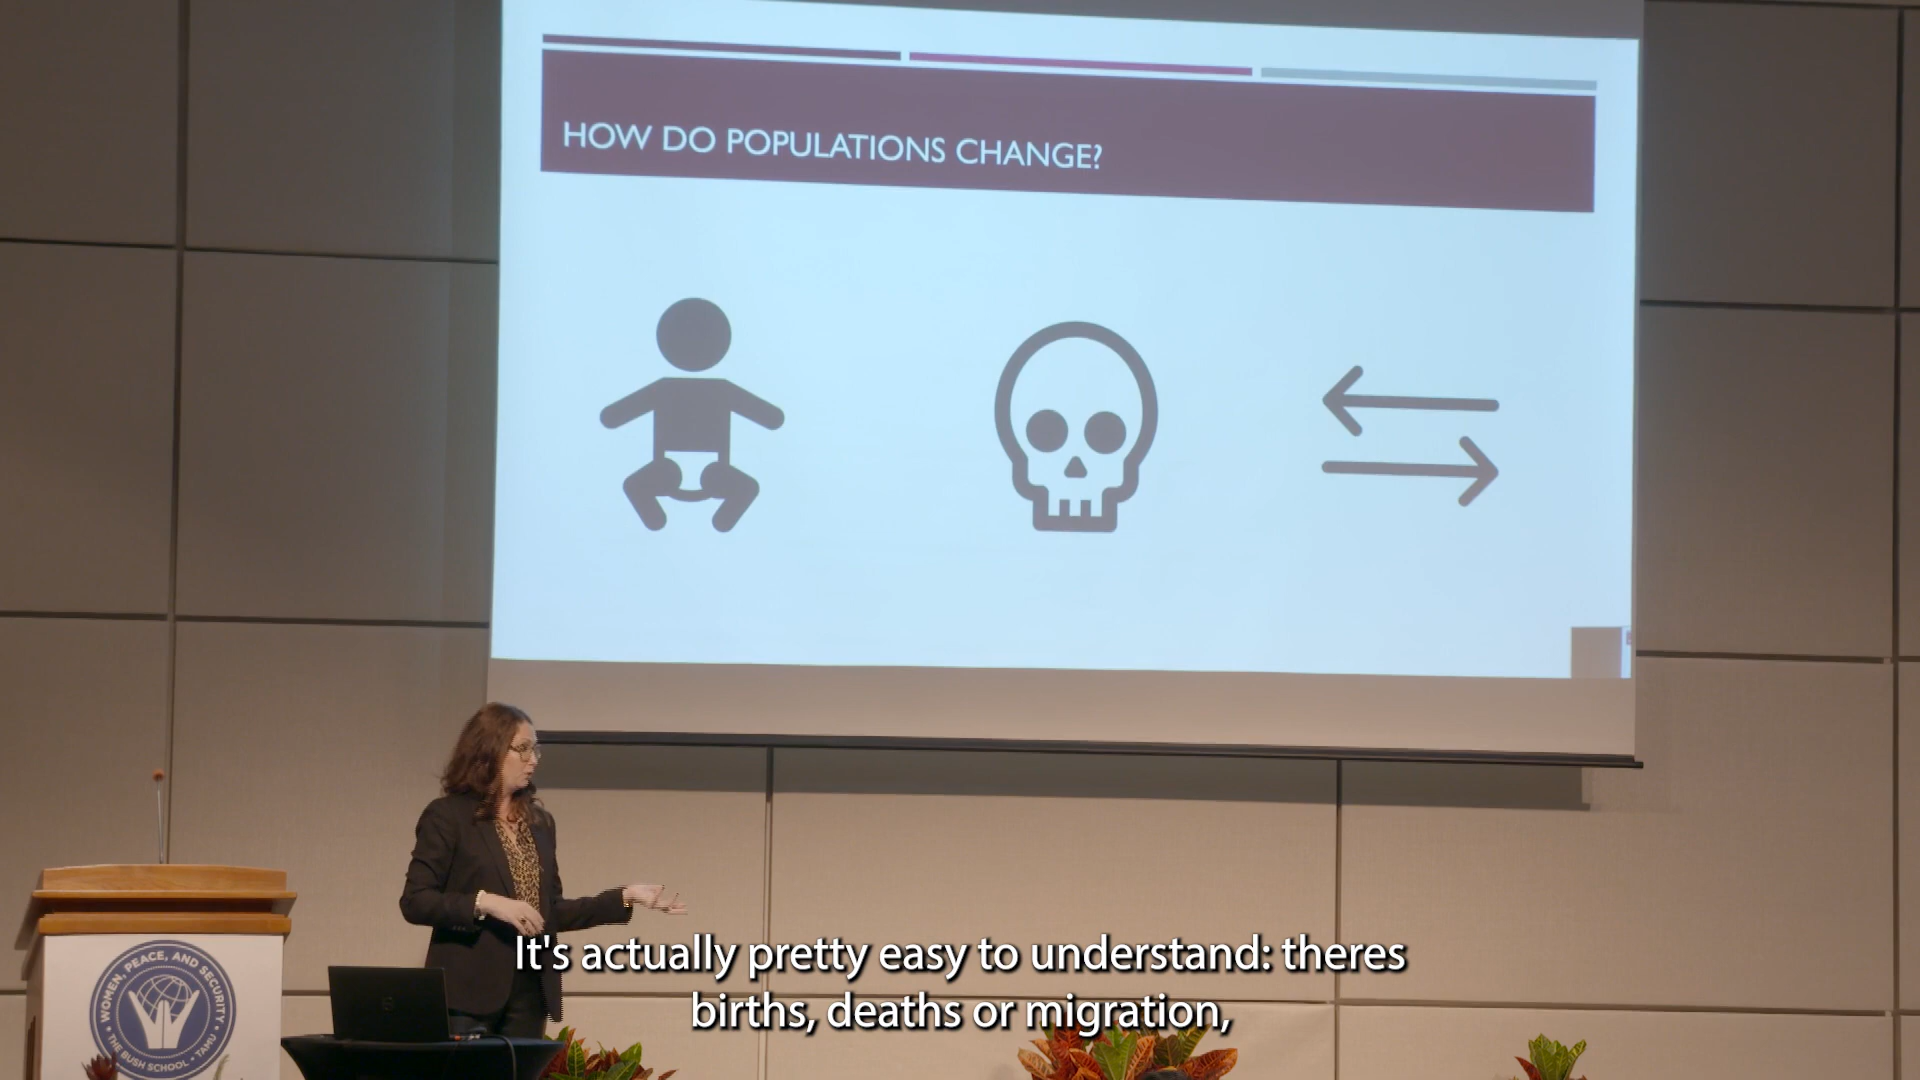 HOW DO POPULATIONS CHANGE?
WOMEN, PEACE, AND SECURITY
• THE BUSH SCHOOL • TAMU •
It's actually pretty easy to understand: theres
births, deaths or migration,